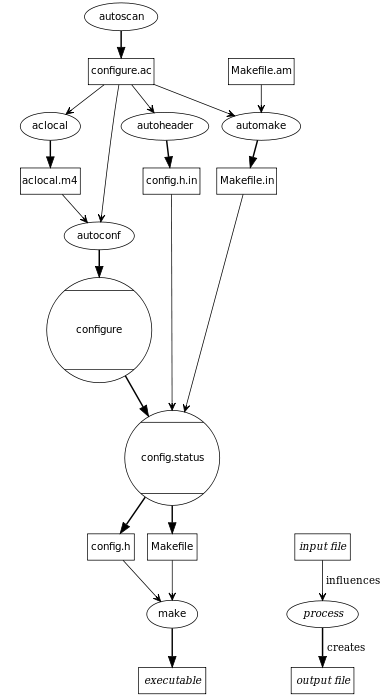 autoscan
configure.ac
Makefile.am
aclocal
autoheader
automake
aclocal.m4
config.h.in
Makefile.in
autoconf
configure
config.status
config.h
Makefile
input file
influences
make
process
creates
executable
output file